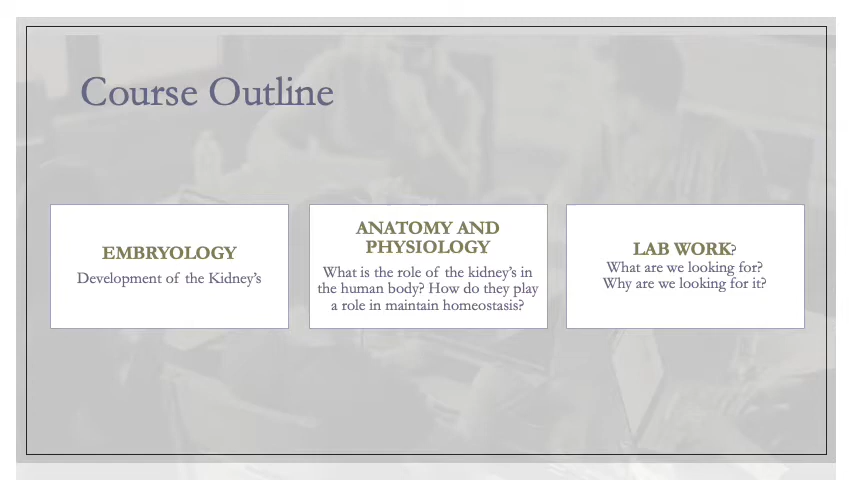 Course Outline
EMBRYOLOGY
Development of the Kidney's
ANATOMY AND
PHYSIOLOGY
What is the role of the kidney's in
the human body? How do they play
a role in maintain homeostasis?
LAB WORK?
What are we looking for?
Why are we looking for it?